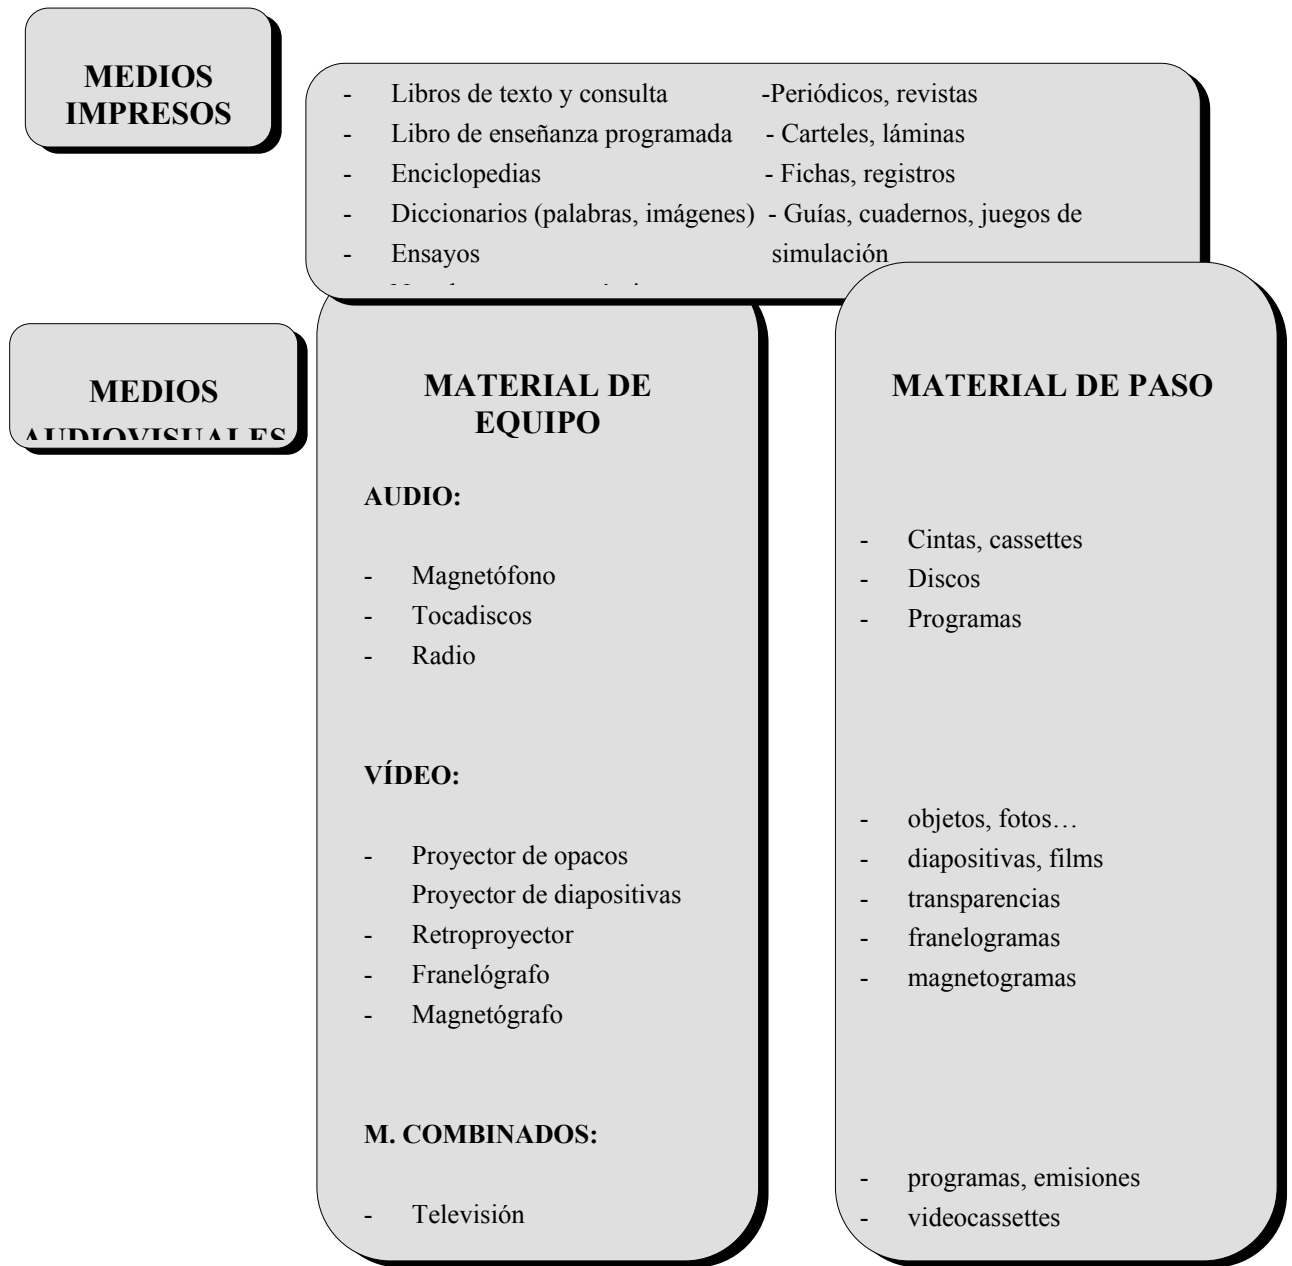 MEDIOS
IMPRESOS
- Libros de texto y consulta -Periódicos, revistas
- Libro de enseñanza programada - Carteles, láminas
- Enciclopedias - Fichas, registros
- Diccionarios (palabras, imágenes) - Guías, cuadernos, juegos de
- Ensayos simulación
MEDIOS
AUDIOVISUALES
MATERIAL DE
EQUIPO
AUDIO:
- Magnetófono
- Tocadiscos
- Radio
VÍDEO:
- Proyector de opacos
Proyector de diapositivas
- Retroproyector
- Franelógrafo
- Magnetógrafo
M. COMBINADOS:
- Televisión
MATERIAL DE PASO
- Cintas, cassettes
- Discos
- Programas
- objetos, fotos…
- diapositivas, films
- transparencias
- franelogramas
- magnetogramas
- programas, emisiones
- videocassettes